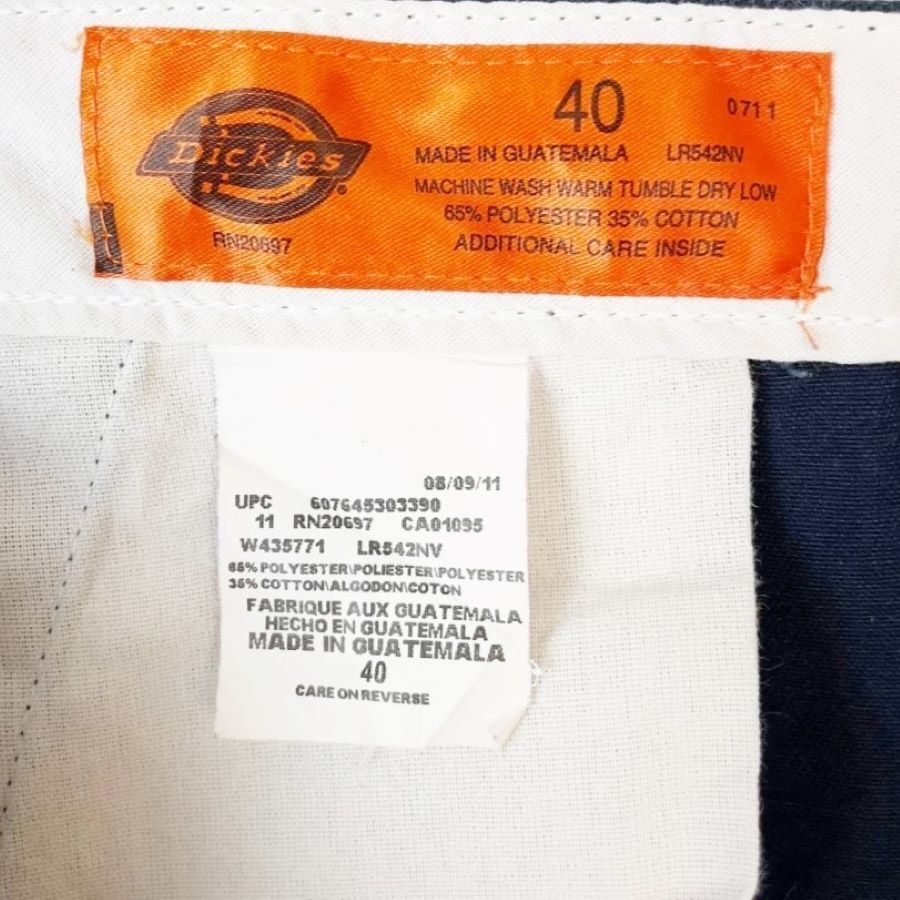 40
0711
Dickies
MADE IN GUATEMALA LR542NV
MACHINE WASH WARM TUMBLE DRY LOW
65% POLYESTER 35% COTTON
RN20697
ADDITIONAL CARE INSIDE
08/09/11
UPC 607645303390
11 RN20697 CA01095
W435771 LR542NV
65% POLYESTER\POLIESTER\POLYESTER
35% COTTON\ALGODON\COTON
FABRIQUE AUX GUATEMALA
HECHO EN GUATEMALA
MADE IN GUATEMALA
40
CARE ON REVERSE